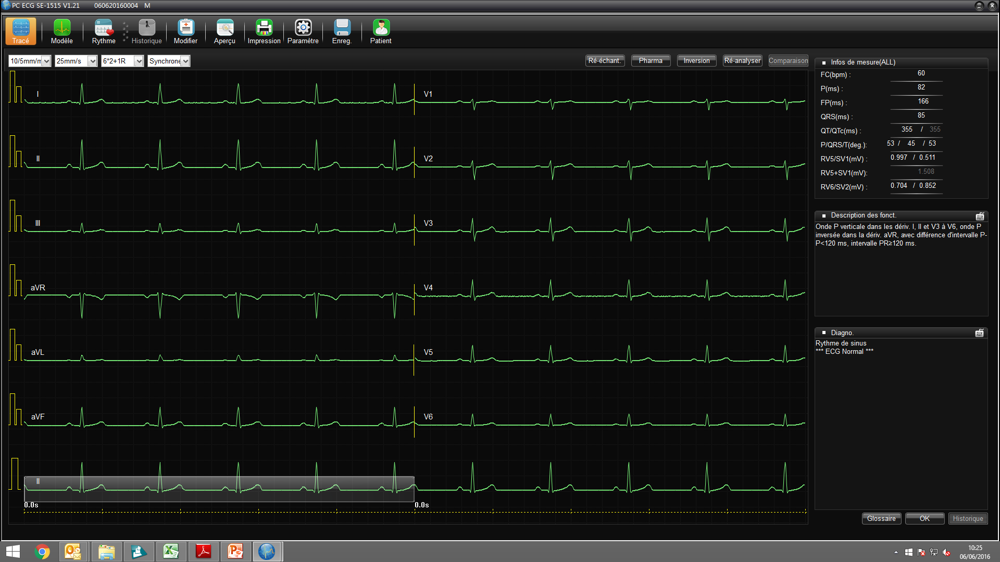 PC ECG SE-1515 V1.21 060620160004 M
Tracé Modèle Rythme Historique Modifier Aperçu Impression Paramètre Enreg. Patient
10/5mm/m 25mm/s 6*2+1R Synchrone Ré-échant. Pharma Inversion Ré-analyser Comparaison
I V1
II V2
III V3
aVR V4
aVL V5
aVF V6
II
0.0s 0.0s
Infos de mesure(ALL)
FC(bpm) : 60
P(ms) : 82
FP(ms) : 166
QRS(ms) : 85
QT/QTc(ms) : 355 / 355
P/QRS/T(deg.): 53 / 45 / 53
RV5/SV1(mV) : 0.997 / 0.511
RV5+SV1(mV): 1.508
RV6/SV2(mV) : 0.704 / 0.852
Description des fonct.
Onde P verticale dans les dériv. I, II et V3 à V6, onde P
inversée dans la dériv. aVR, avec différence d'intervalle P-
P<120 ms, intervalle PR≥120 ms.
Diagno.
Rythme de sinus
*** ECG Normal ***
Glossaire OK Historique
10:25
06/06/2016